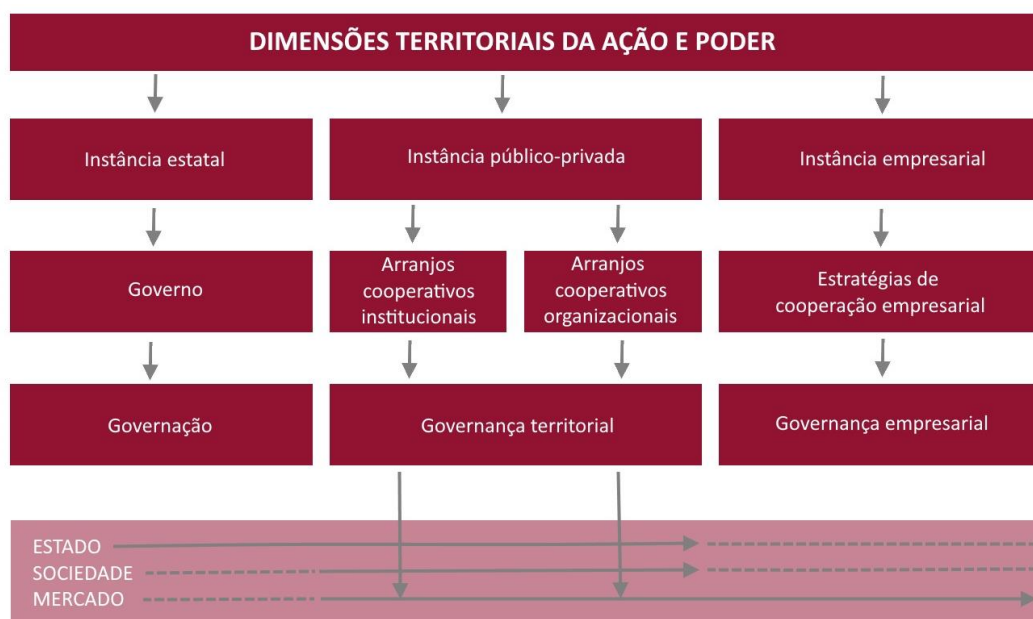 DIMENSÕES TERRITORIAIS DA AÇÃO E PODER
Instância estatal
Instância público-privada
Instância empresarial
Governo
Arranjos
cooperativos
institucionais
Arranjos
cooperativos
organizacionais
Estratégias de
cooperação empresarial
Governação
Governança territorial
Governança empresarial
ESTADO
SOCIEDADE
MERCADO